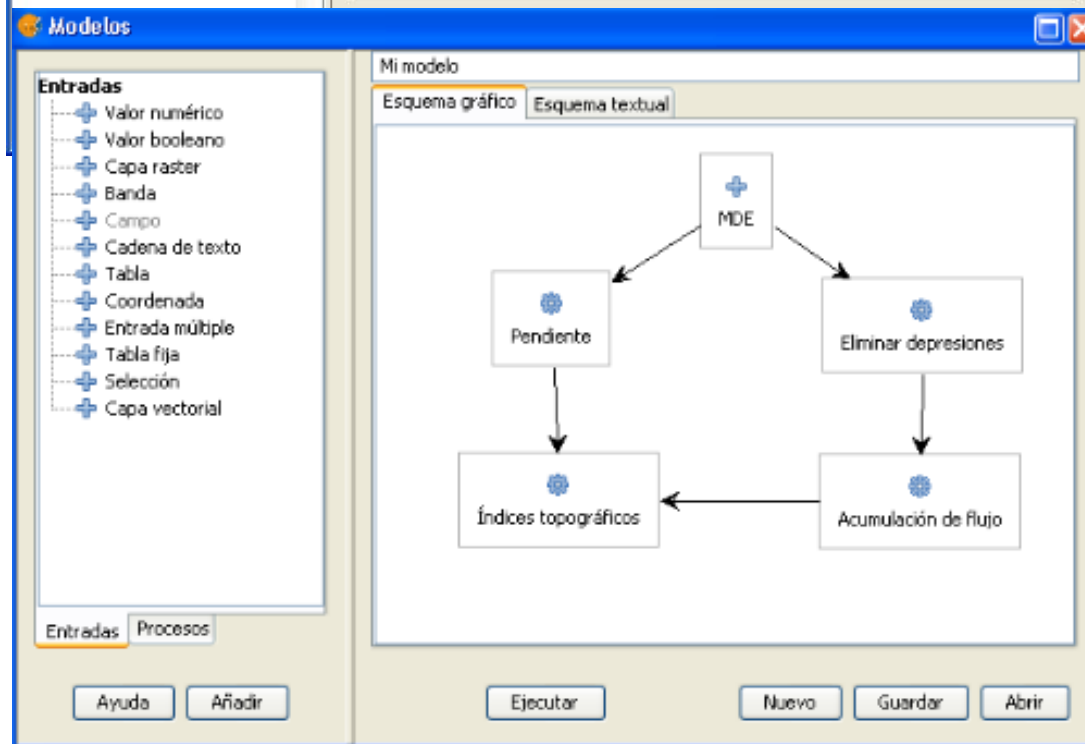 Modelos
Entradas
Valor numérico
Valor booleano
Capa raster
Banda
Campo
Cadena de texto
Tabla
Coordenada
Entrada múltiple
Tabla fija
Selección
Capa vectorial
Entradas
Procesos
Ayuda
Añadir
Mi modelo
Esquema gráfico
Esquema textual
MDE
Pendiente
Eliminar depresiones
Índices topográficos
Acumulación de flujo
Ejecutar
Nuevo
Guardar
Abrir